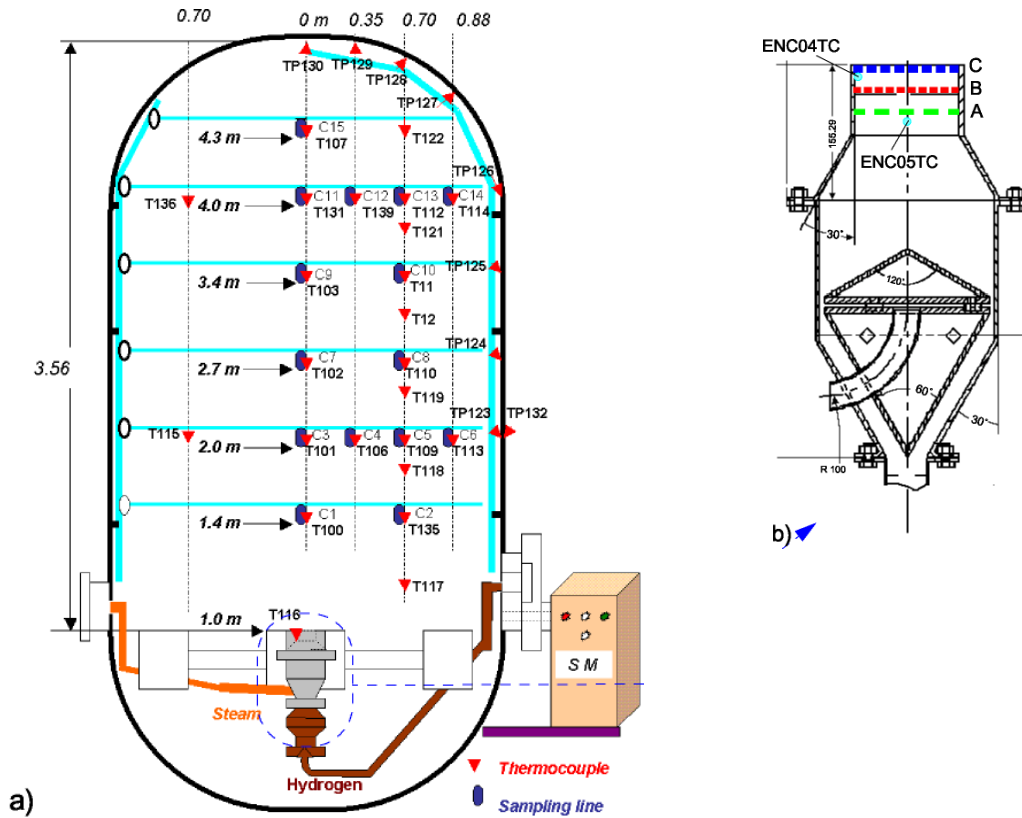 0.70 0 m 0.35 0.70 0.88
TP130 TP129 TP128
TP127
C15
4.3 m T107 T122
TP126
C11 C12 C13 C14
T136 4.0 m T131 T139 T112 T114
T121
TP125
C9 C10
3.4 m T103 T11
T12
TP124
C7 C8
3.56 2.7 m T102 T110
T119
TP123 TP132
T115 C3 C4 C5 C6
2.0 m T101 T106 T109 T113
T118
C1 C2
1.4 m T100 T135
T117
1.0 m T116
S M
Steam
Hydrogen
Thermocouple
Sampling line
a)
ENC04TC
C
B
A
ENC05TC
155.29
30°
120°
60°
30°
R 100
b)